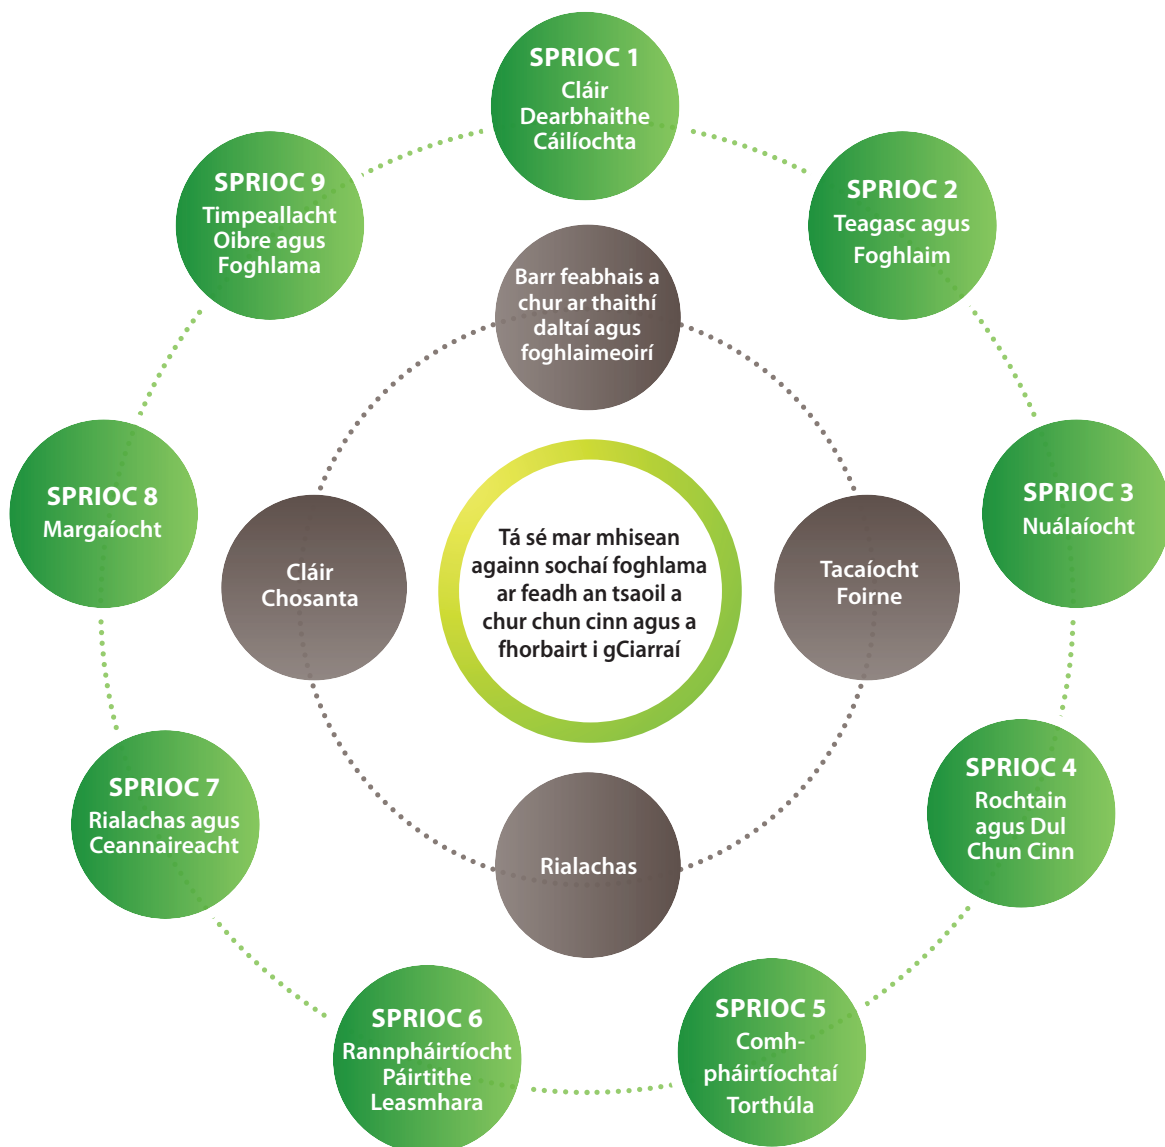 SPRIOC 1
Cláir
Dearbhaithe
Cáilíochta
SPRIOC 2
Teagasc agus
Foghlaim
SPRIOC 3
Nuálaíocht
SPRIOC 4
Rochtain
agus Dul
Chun Cinn
SPRIOC 5
Comh-
pháirtíochtaí
Torthúla
SPRIOC 6
Rannpháirtíocht
Páirtithe
Leasmhara
SPRIOC 7
Rialachas agus
Ceannaireacht
SPRIOC 8
Margaíocht
SPRIOC 9
Timpeallacht
Oibre agus
Foghlama
Barr feabhais a
chur ar thaithí
daltaí agus
foghlaimeoirí
Tacaíocht
Foirne
Rialachas
Cláir
Chosanta
Tá sé mar mhisean
againn sochaí foghlama
ar feadh an tsaoil a
chur chun cinn agus a
fhorbairt i gCiarraí